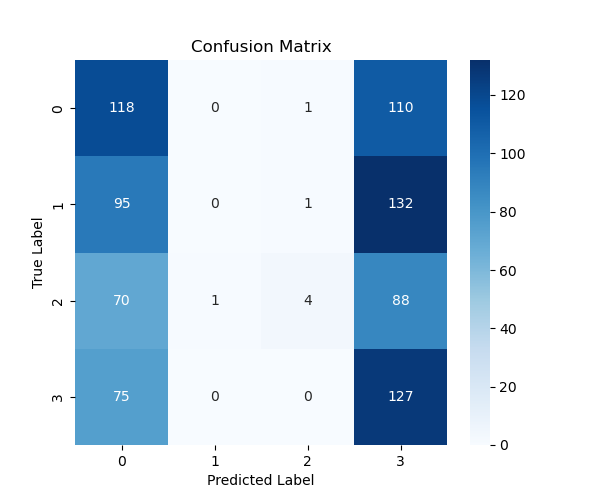 Confusion Matrix
True Label
0 118 0 1 110
1 95 0 1 132
2 70 1 4 88
3 75 0 0 127
0 1 2 3
Predicted Label
120
100
80
60
40
20
0